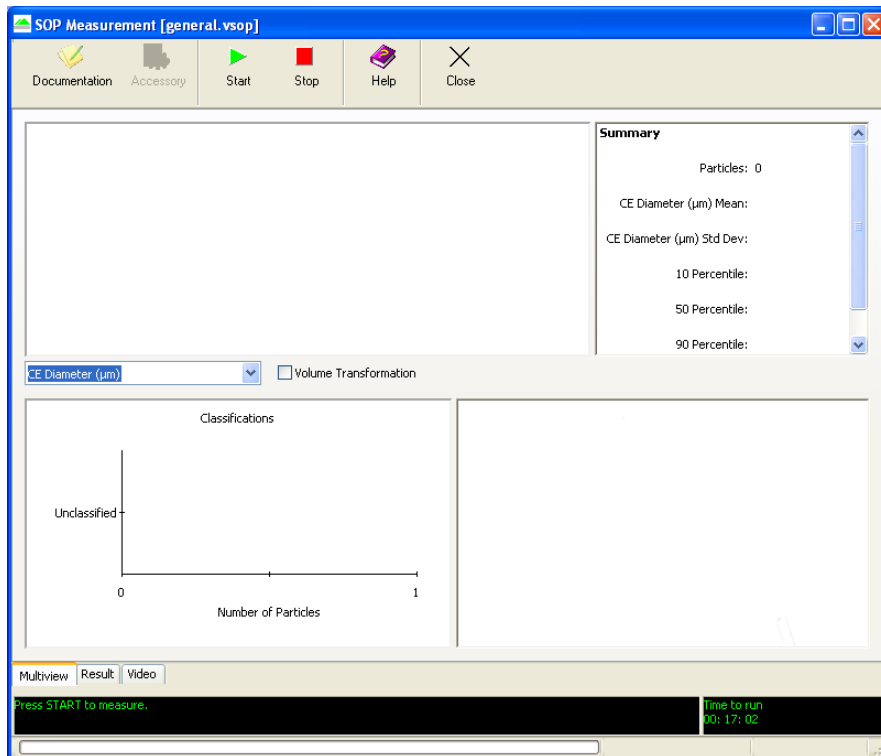 SOP Measurement [general.vsop]
Documentation Accessory Start Stop Help Close
Summary
Particles: 0
CE Diameter (µm) Mean:
CE Diameter (µm) Std Dev:
10 Percentile:
50 Percentile:
90 Percentile:
CE Diameter (µm) Volume Transformation
Classifications
Unclassified
0 1
Number of Particles
Multiview Result Video
Press START to measure. Time to run
00: 17: 02